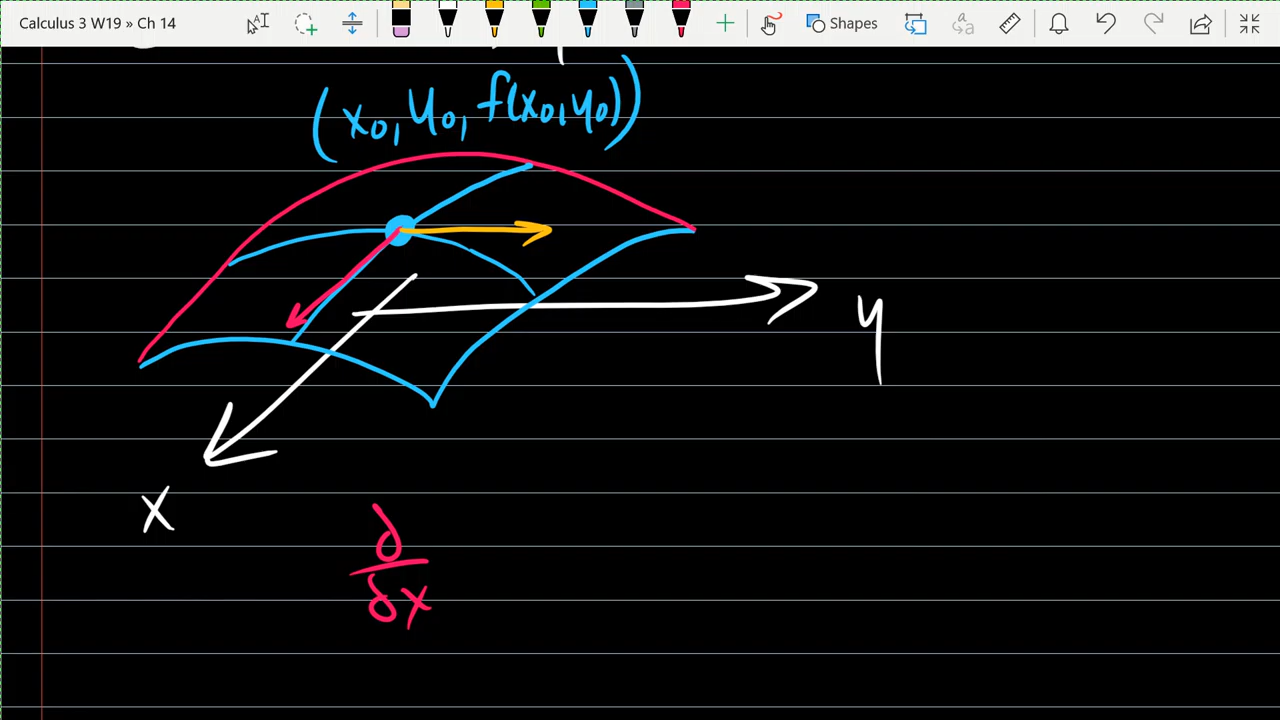 Calculus 3 W19 » Ch 14
Shapes
(x0, y0, f(x0, y0))
y
x
∂
∂x